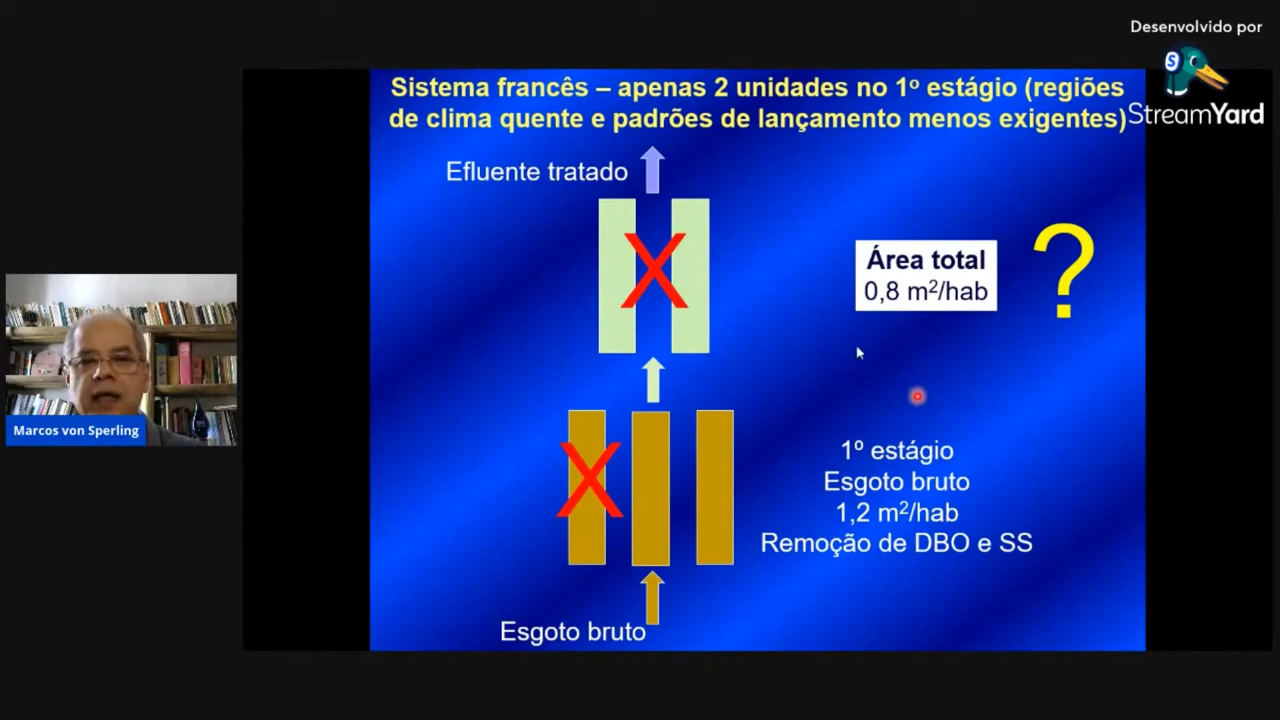 Desenvolvido por
StreamYard
Sistema francês – apenas 2 unidades no 1º estágio (regiões
de clima quente e padrões de lançamento menos exigentes)
Efluente tratado
X
Área total
0,8 m²/hab
?
X
1º estágio
Esgoto bruto
1,2 m²/hab
Remoção de DBO e SS
Esgoto bruto
Marcos von Sperling